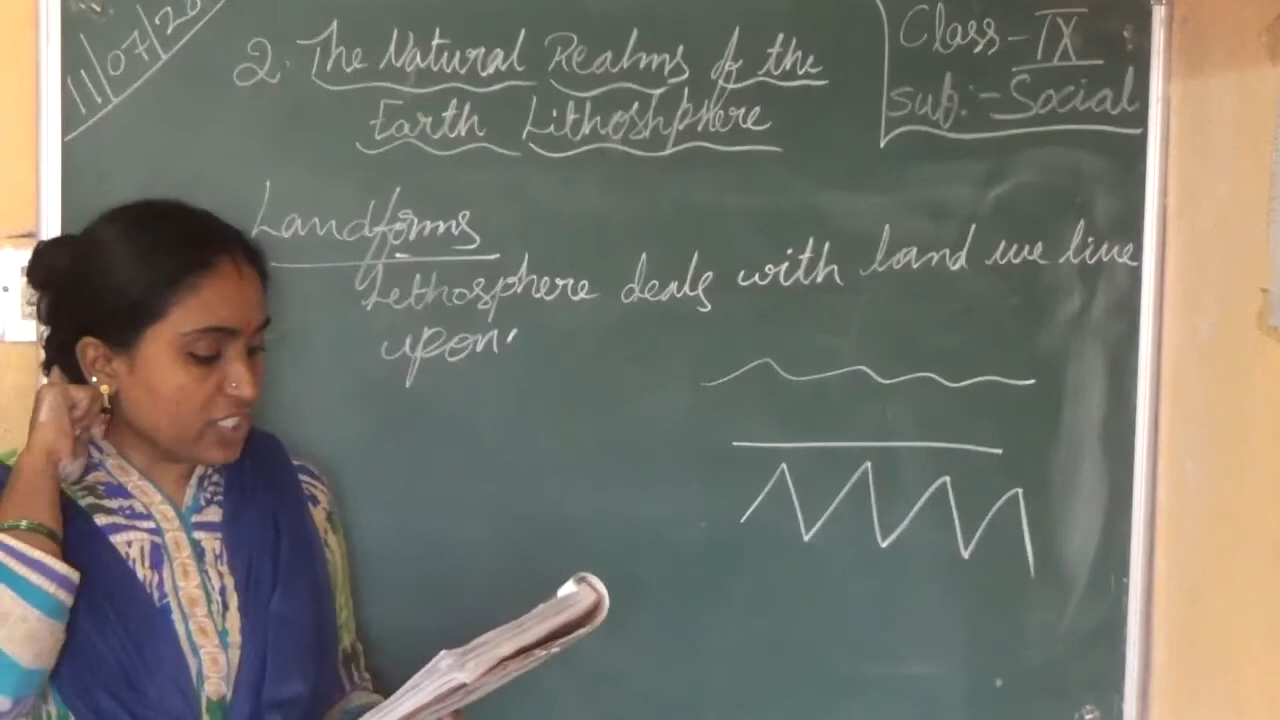 11/07/20
2. The Natural Realms of the
Earth Lithoshphere
Class - IX
sub:- Social
Landforms
Lethosphere deals with land we live
upon.